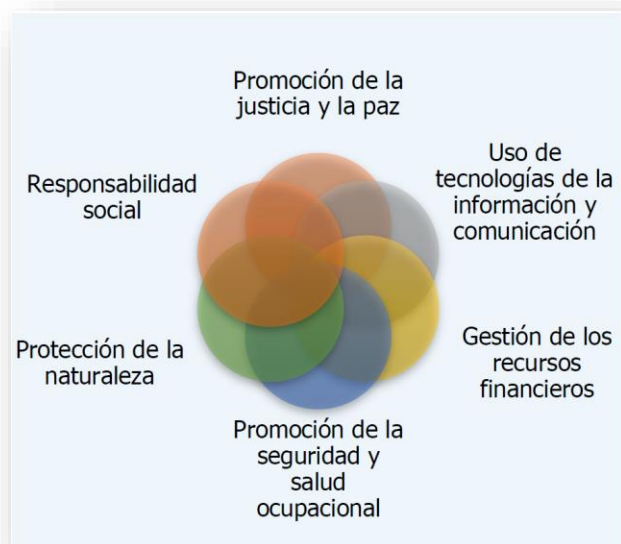 Promoción de la
justicia y la paz
Uso de
tecnologías de la
información y
comunicación
Gestión de los
recursos
financieros
Promoción de la
seguridad y
salud
ocupacional
Protección de la
naturaleza
Responsabilidad
social